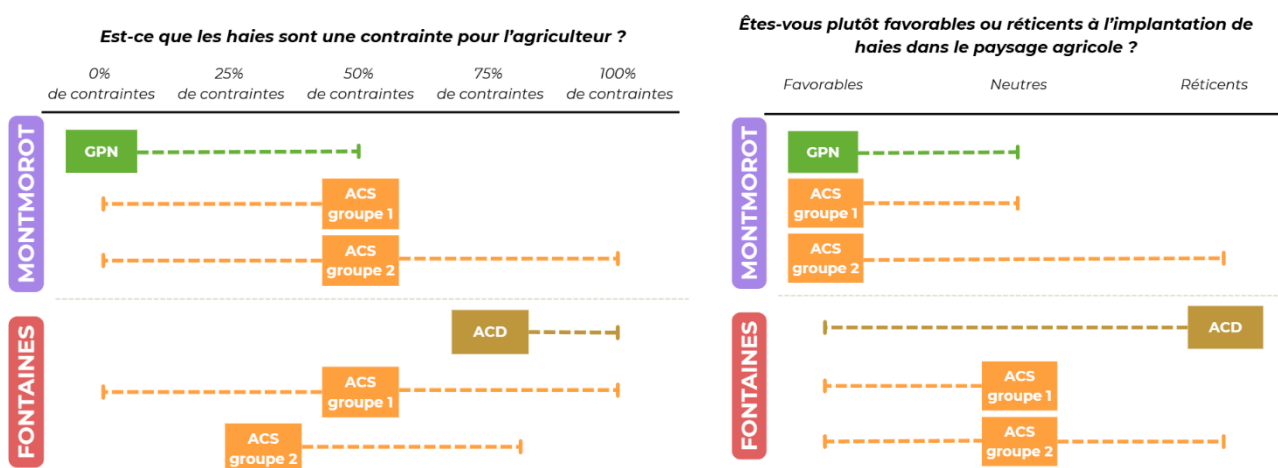 Est-ce que les haies sont une contrainte pour l'agriculteur ?
0%
de contraintes
25%
de contraintes
50%
de contraintes
75%
de contraintes
100%
de contraintes
MONTMOROT
GPN
ACS
groupe 1
ACS
groupe 2
FONTAINES
ACD
ACS
groupe 1
ACS
groupe 2
Êtes-vous plutôt favorables ou réticents à l'implantation de
haies dans le paysage agricole ?
Favorables
Neutres
Réticents
MONTMOROT
GPN
ACS
groupe 1
ACS
groupe 2
FONTAINES
ACD
ACS
groupe 1
ACS
groupe 2